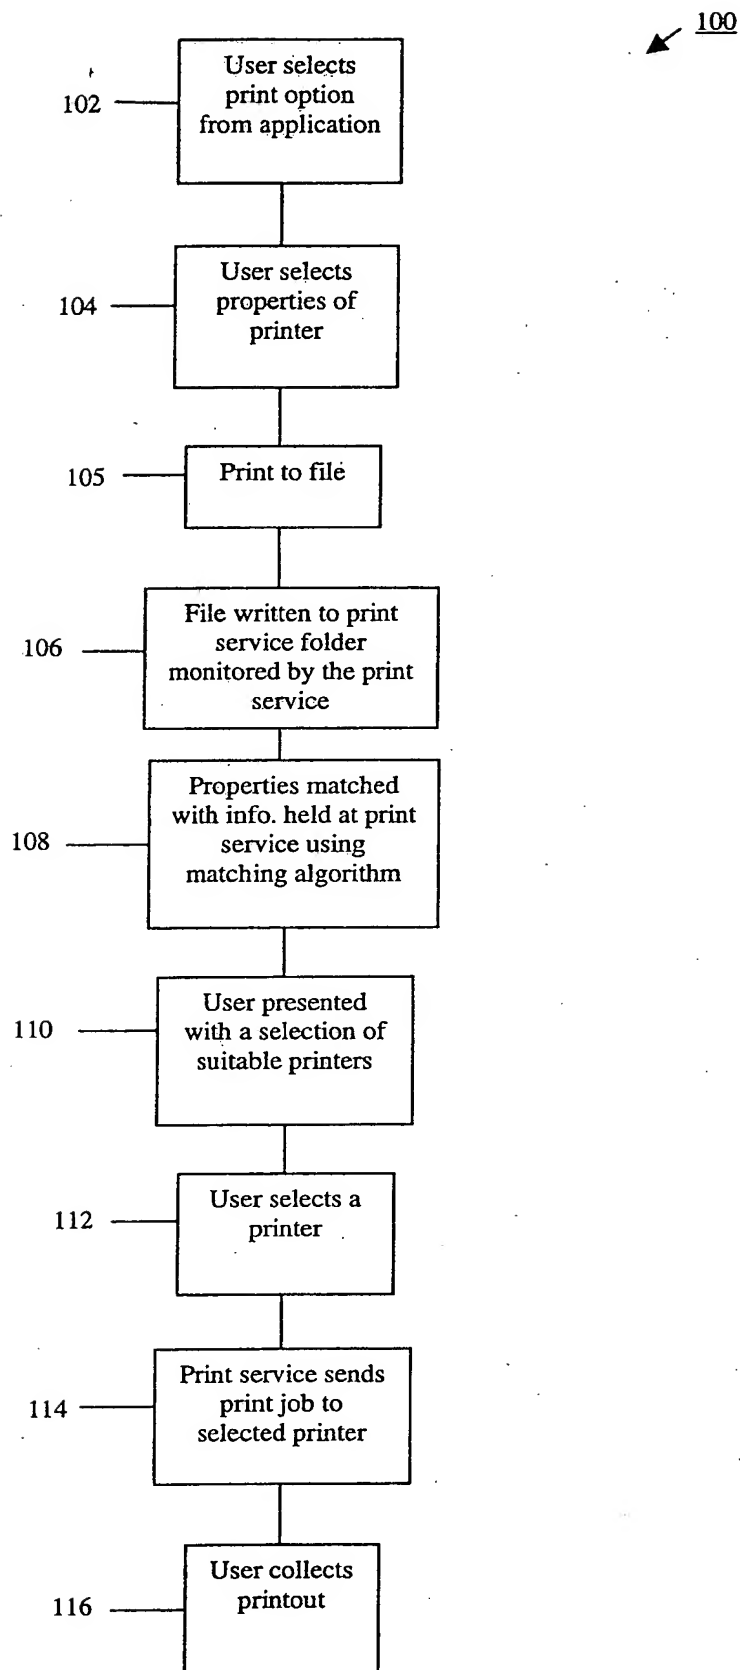 100
102
User selects
print option
from application
104
User selects
properties of
printer
105
Print to file
106
File written to print
service folder
monitored by the print
service
108
Properties matched
with info. held at print
service using
matching algorithm
110
User presented
with a selection of
suitable printers
112
User selects a
printer
114
Print service sends
print job to
selected printer
116
User collects
printout